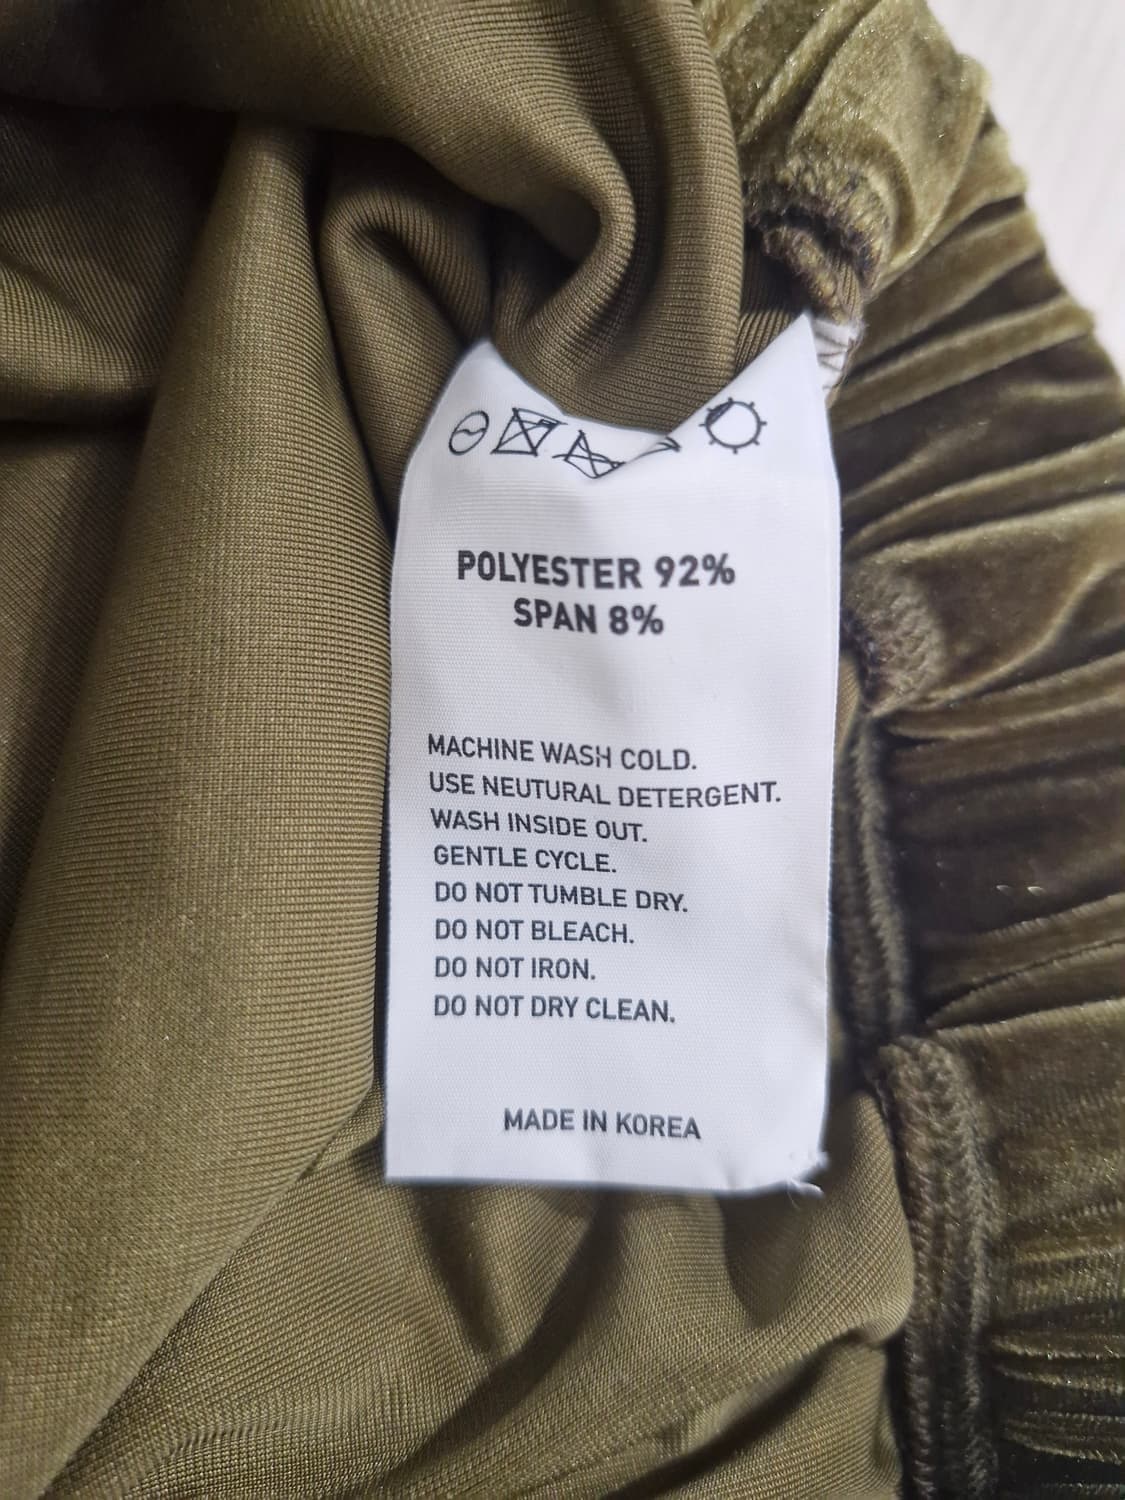 POLYESTER 92%
SPAN 8%
MACHINE WASH COLD.
USE NEUTURAL DETERGENT.
WASH INSIDE OUT.
GENTLE CYCLE.
DO NOT TUMBLE DRY.
DO NOT BLEACH.
DO NOT IRON.
DO NOT DRY CLEAN.
MADE IN KOREA